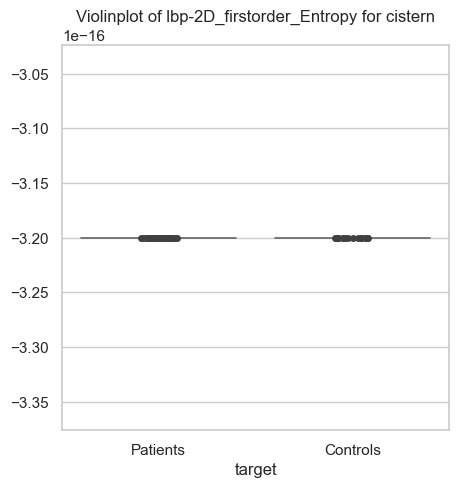 Violinplot of lbp-2D_firstorder_Entropy for cistern
1e−16
−3.05
−3.10
−3.15
−3.20
−3.25
−3.30
−3.35
Patients Controls
target